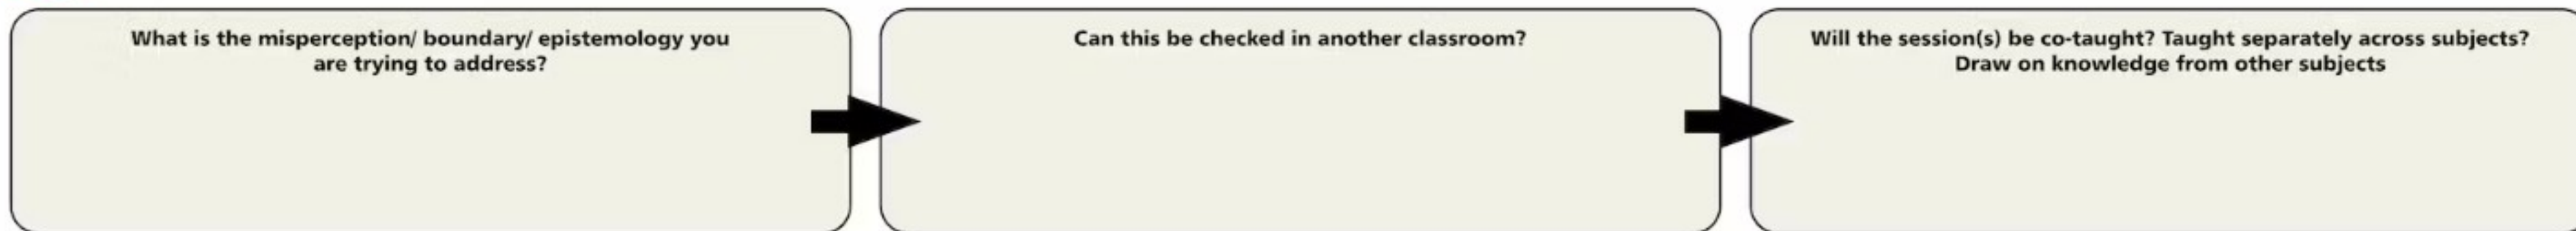 What is the misperception/ boundary/ epistemology you
are trying to address?
Can this be checked in another classroom?
Will the session(s) be co-taught? Taught separately across subjects?
Draw on knowledge from other subjects